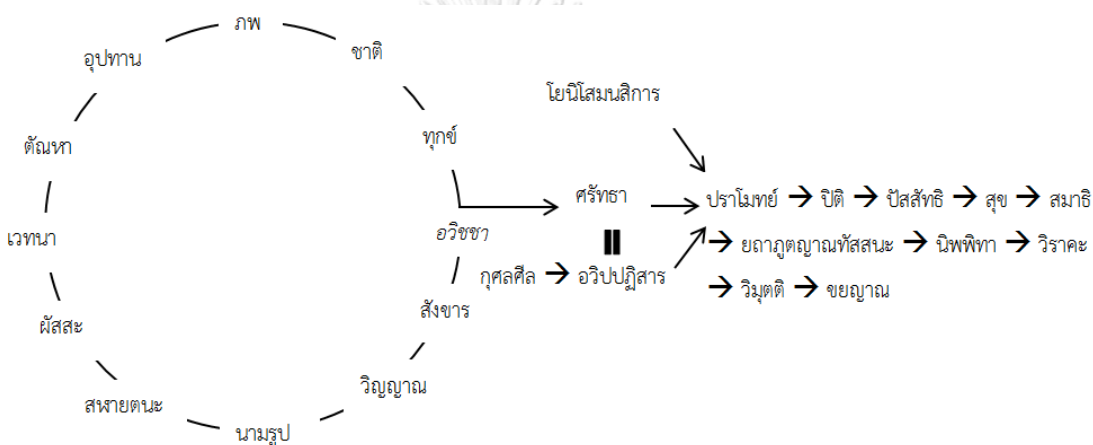 ภพ
ชาติ
ทุกข์
อวิชชา
สังขาร
วิญญาณ
นามรูป
สฬายตนะ
ผัสสะ
เวทนา
ตัณหา
อุปทาน
โยนิโสมนสิการ
ศรัทธา
กุศลศีล → อวิปปฏิสาร
ปราโมทย์ → ปิติ → ปัสสัทธิ → สุข → สมาธิ
→ ยถาภูตญาณทัสสนะ → นิพพิทา → วิราคะ
→ วิมุตติ → ขยญาณ